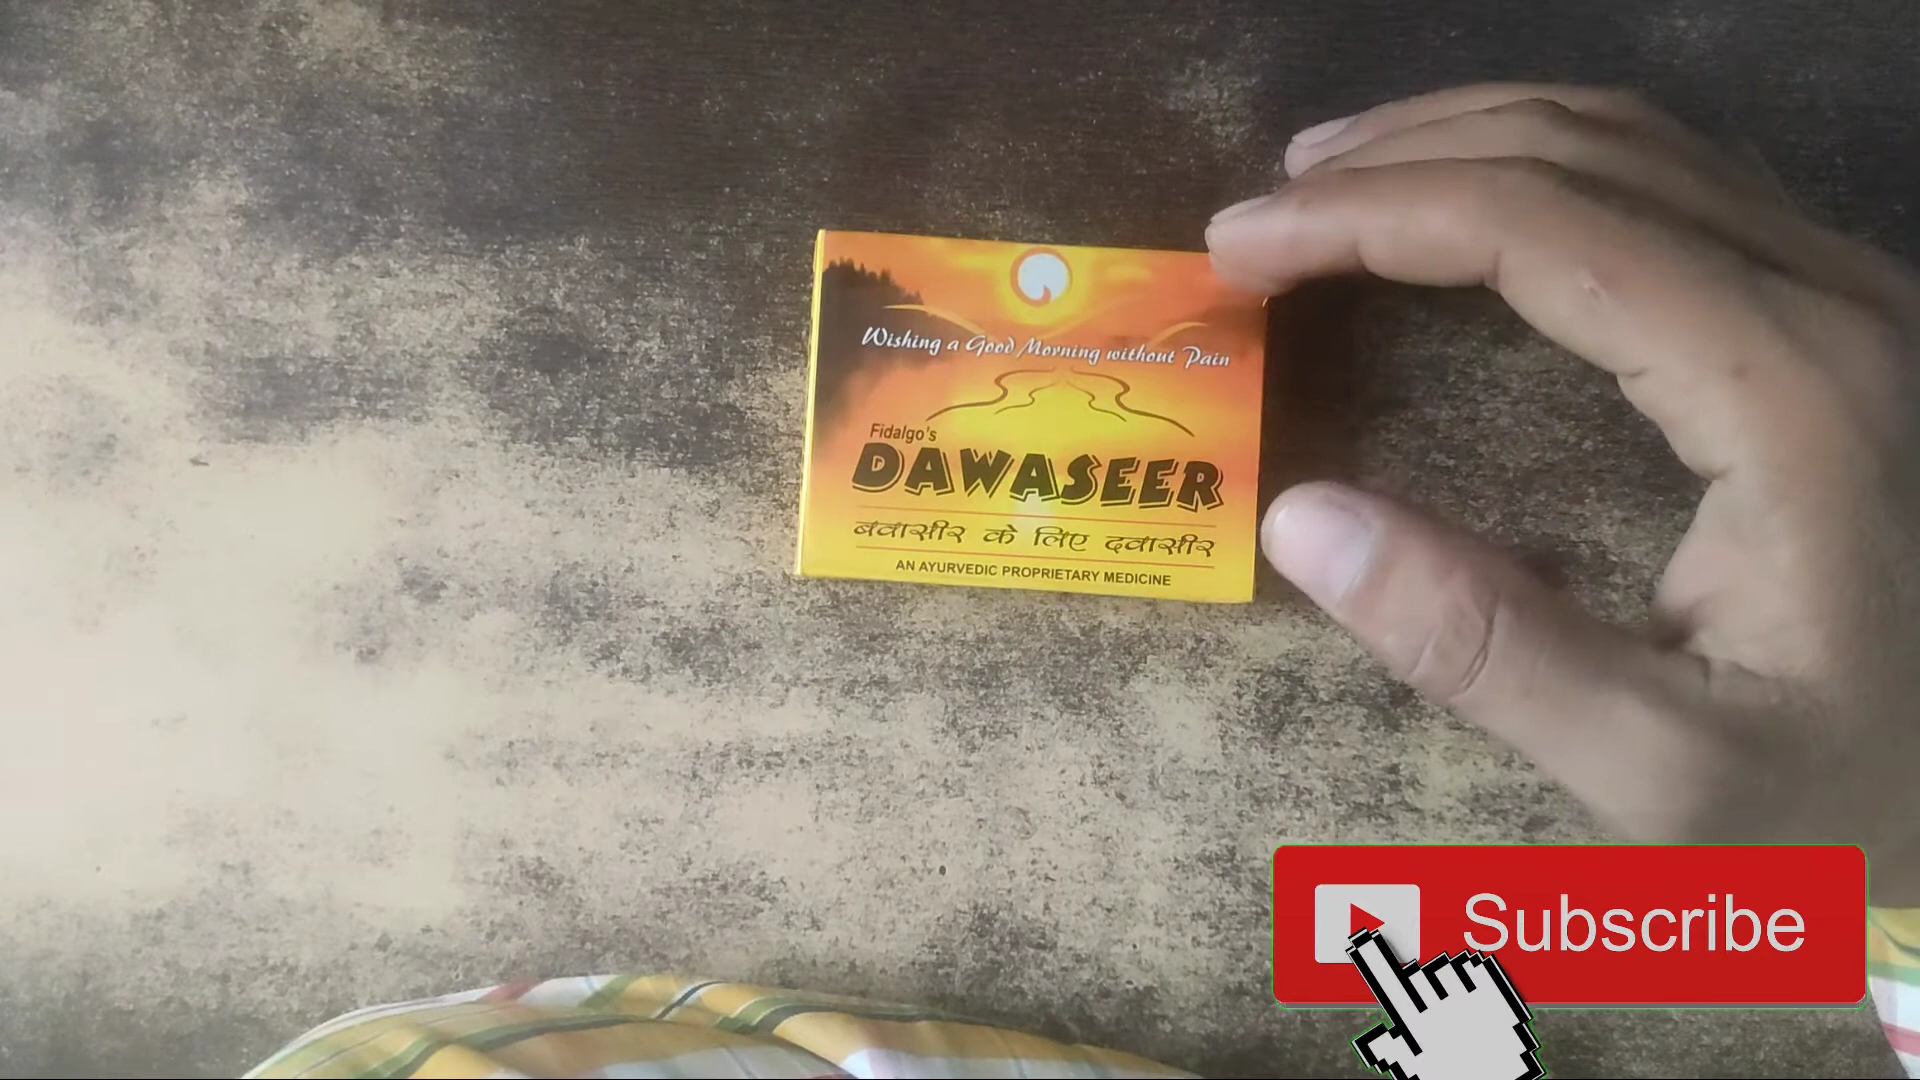 Wishing a Good Morning without Pain
Fidalgo's
DAWASEER
बवासीर के लिए दवासीर
AN AYURVEDIC PROPRIETARY MEDICINE
Subscribe